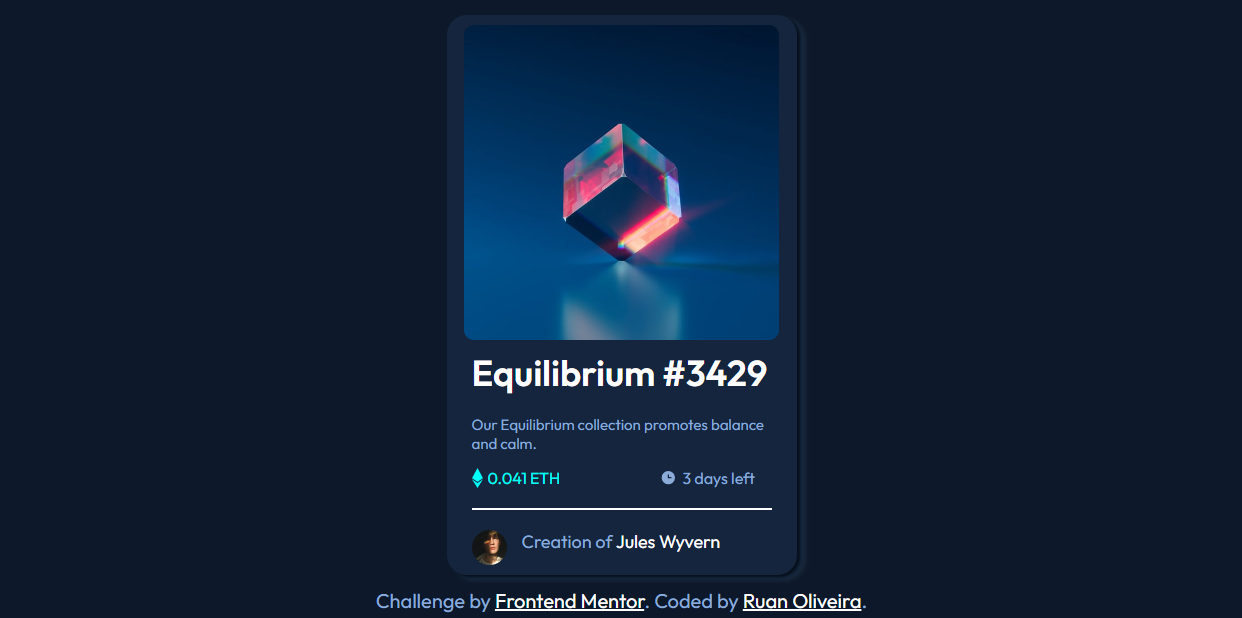 Equilibrium #3429
Our Equilibrium collection promotes balance
and calm.
0.041 ETH
3 days left
Creation of Jules Wyvern
Challenge by Frontend Mentor. Coded by Ruan Oliveira.